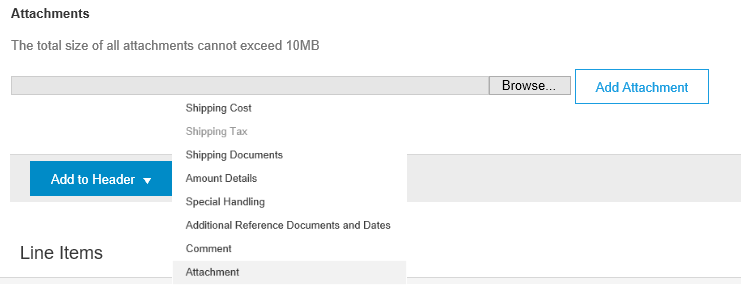 Attachments
The total size of all attachments cannot exceed 10MB
Browse...
Add Attachment
Shipping Cost
Shipping Tax
Shipping Documents
Add to Header
Amount Details
Special Handling
Additional Reference Documents and Dates
Line Items
Comment
Attachment